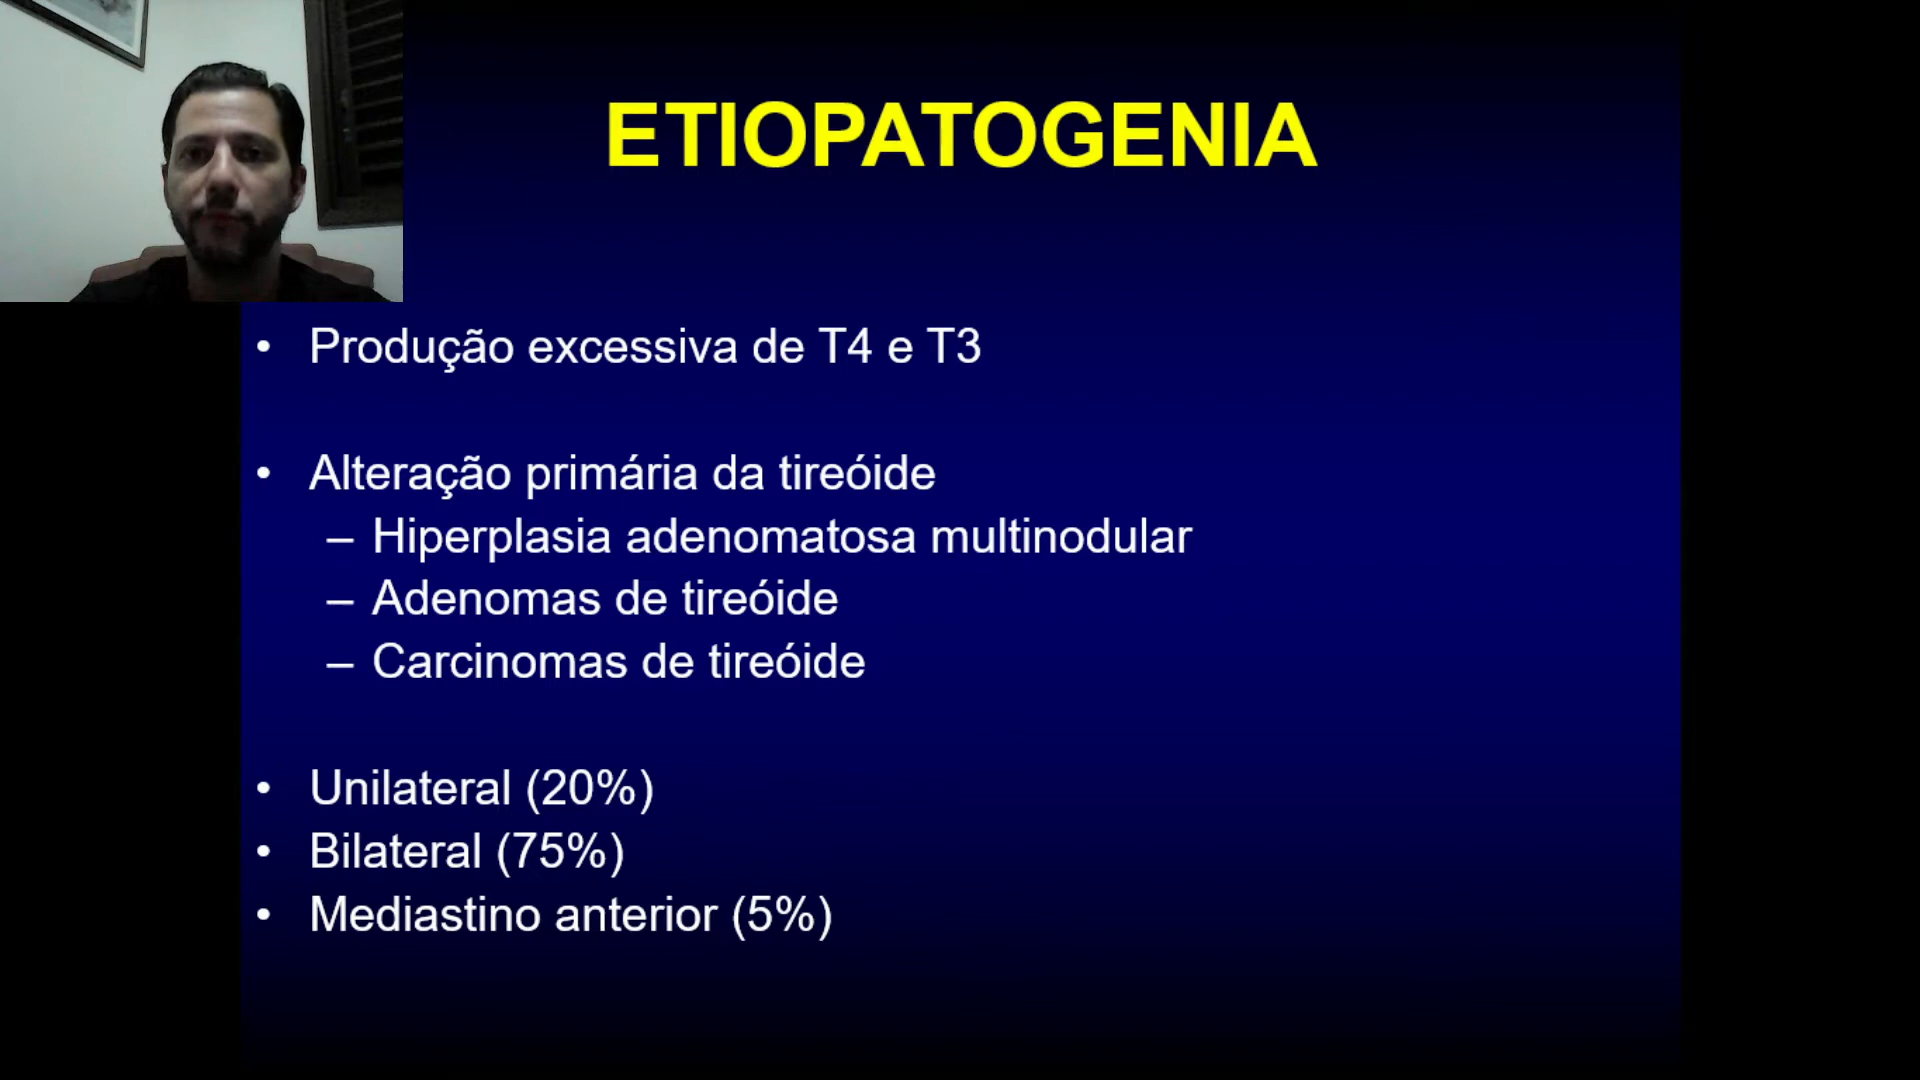 ETIOPATOGENIA
• Produção excessiva de T4 e T3
• Alteração primária da tireóide
– Hiperplasia adenomatosa multinodular
– Adenomas de tireóide
– Carcinomas de tireóide
• Unilateral (20%)
• Bilateral (75%)
• Mediastino anterior (5%)